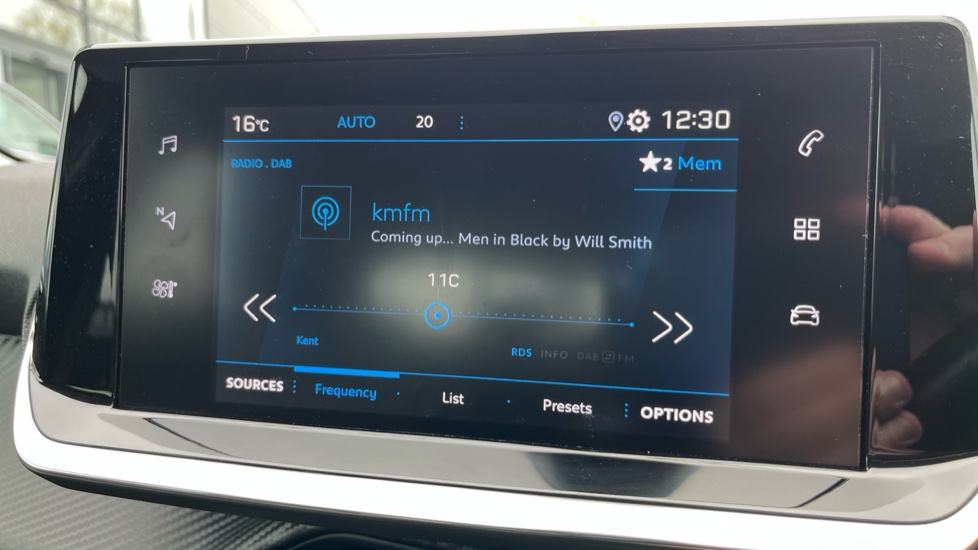 16°C AUTO 20 12:30
RADIO . DAB 2 Mem
kmfm
Coming up... Men in Black by Will Smith
11C
N
Kent
RDS INFO DAB FM
SOURCES Frequency List Presets OPTIONS